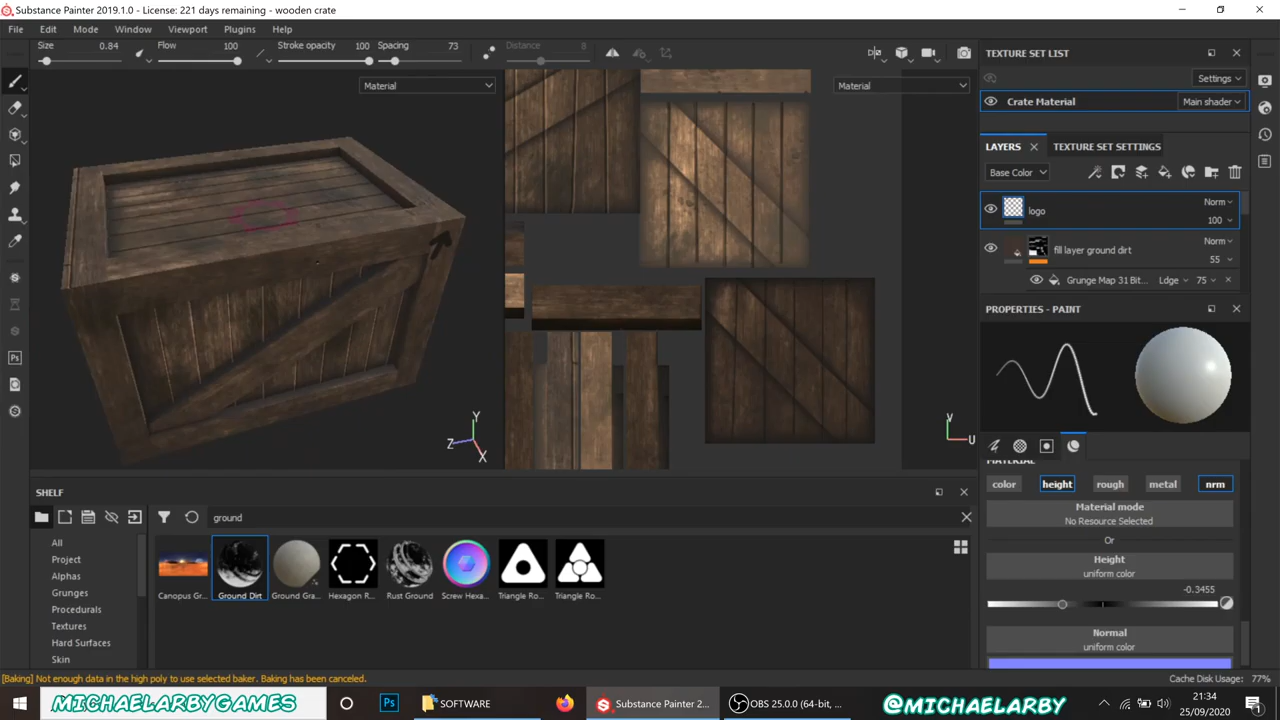 Substance Painter 2019.1.0 - License: 221 days remaining - wooden crate
File Edit Mode Window Viewport Plugins Help
Size 0.84 Flow 100 Stroke opacity 100 Spacing 73 Distance 8
Material
Material
TEXTURE SET LIST
Settings
Crate Material Main shader
LAYERS TEXTURE SET SETTINGS
Base Color
logo Norm 100
fill layer ground dirt Norm 55
Grunge Map 31 Bit... Ldge 75
PROPERTIES - PAINT
Y
Z
X
V
U
MATERIAL
color height rough metal nrm
Material mode
No Resource Selected
Or
Height
uniform color
-0.3455
Normal
uniform color
SHELF
ground
All
Project
Alphas
Grunges
Procedurals
Textures
Hard Surfaces
Skin
Canopus Gr... Ground Dirt Ground Gra... Hexagon R... Rust Ground Screw Hexa... Triangle Ro... Triangle Ro...
[Baking] Not enough data in the high poly to use selected baker. Baking has been canceled.
Cache Disk Usage: 77%
MICHAELARBYGAMES
Ps
SOFTWARE
Substance Painter 2...
OBS 25.0.0 (64-bit, ...
@MICHAELARBY
21:34
25/09/2020
1